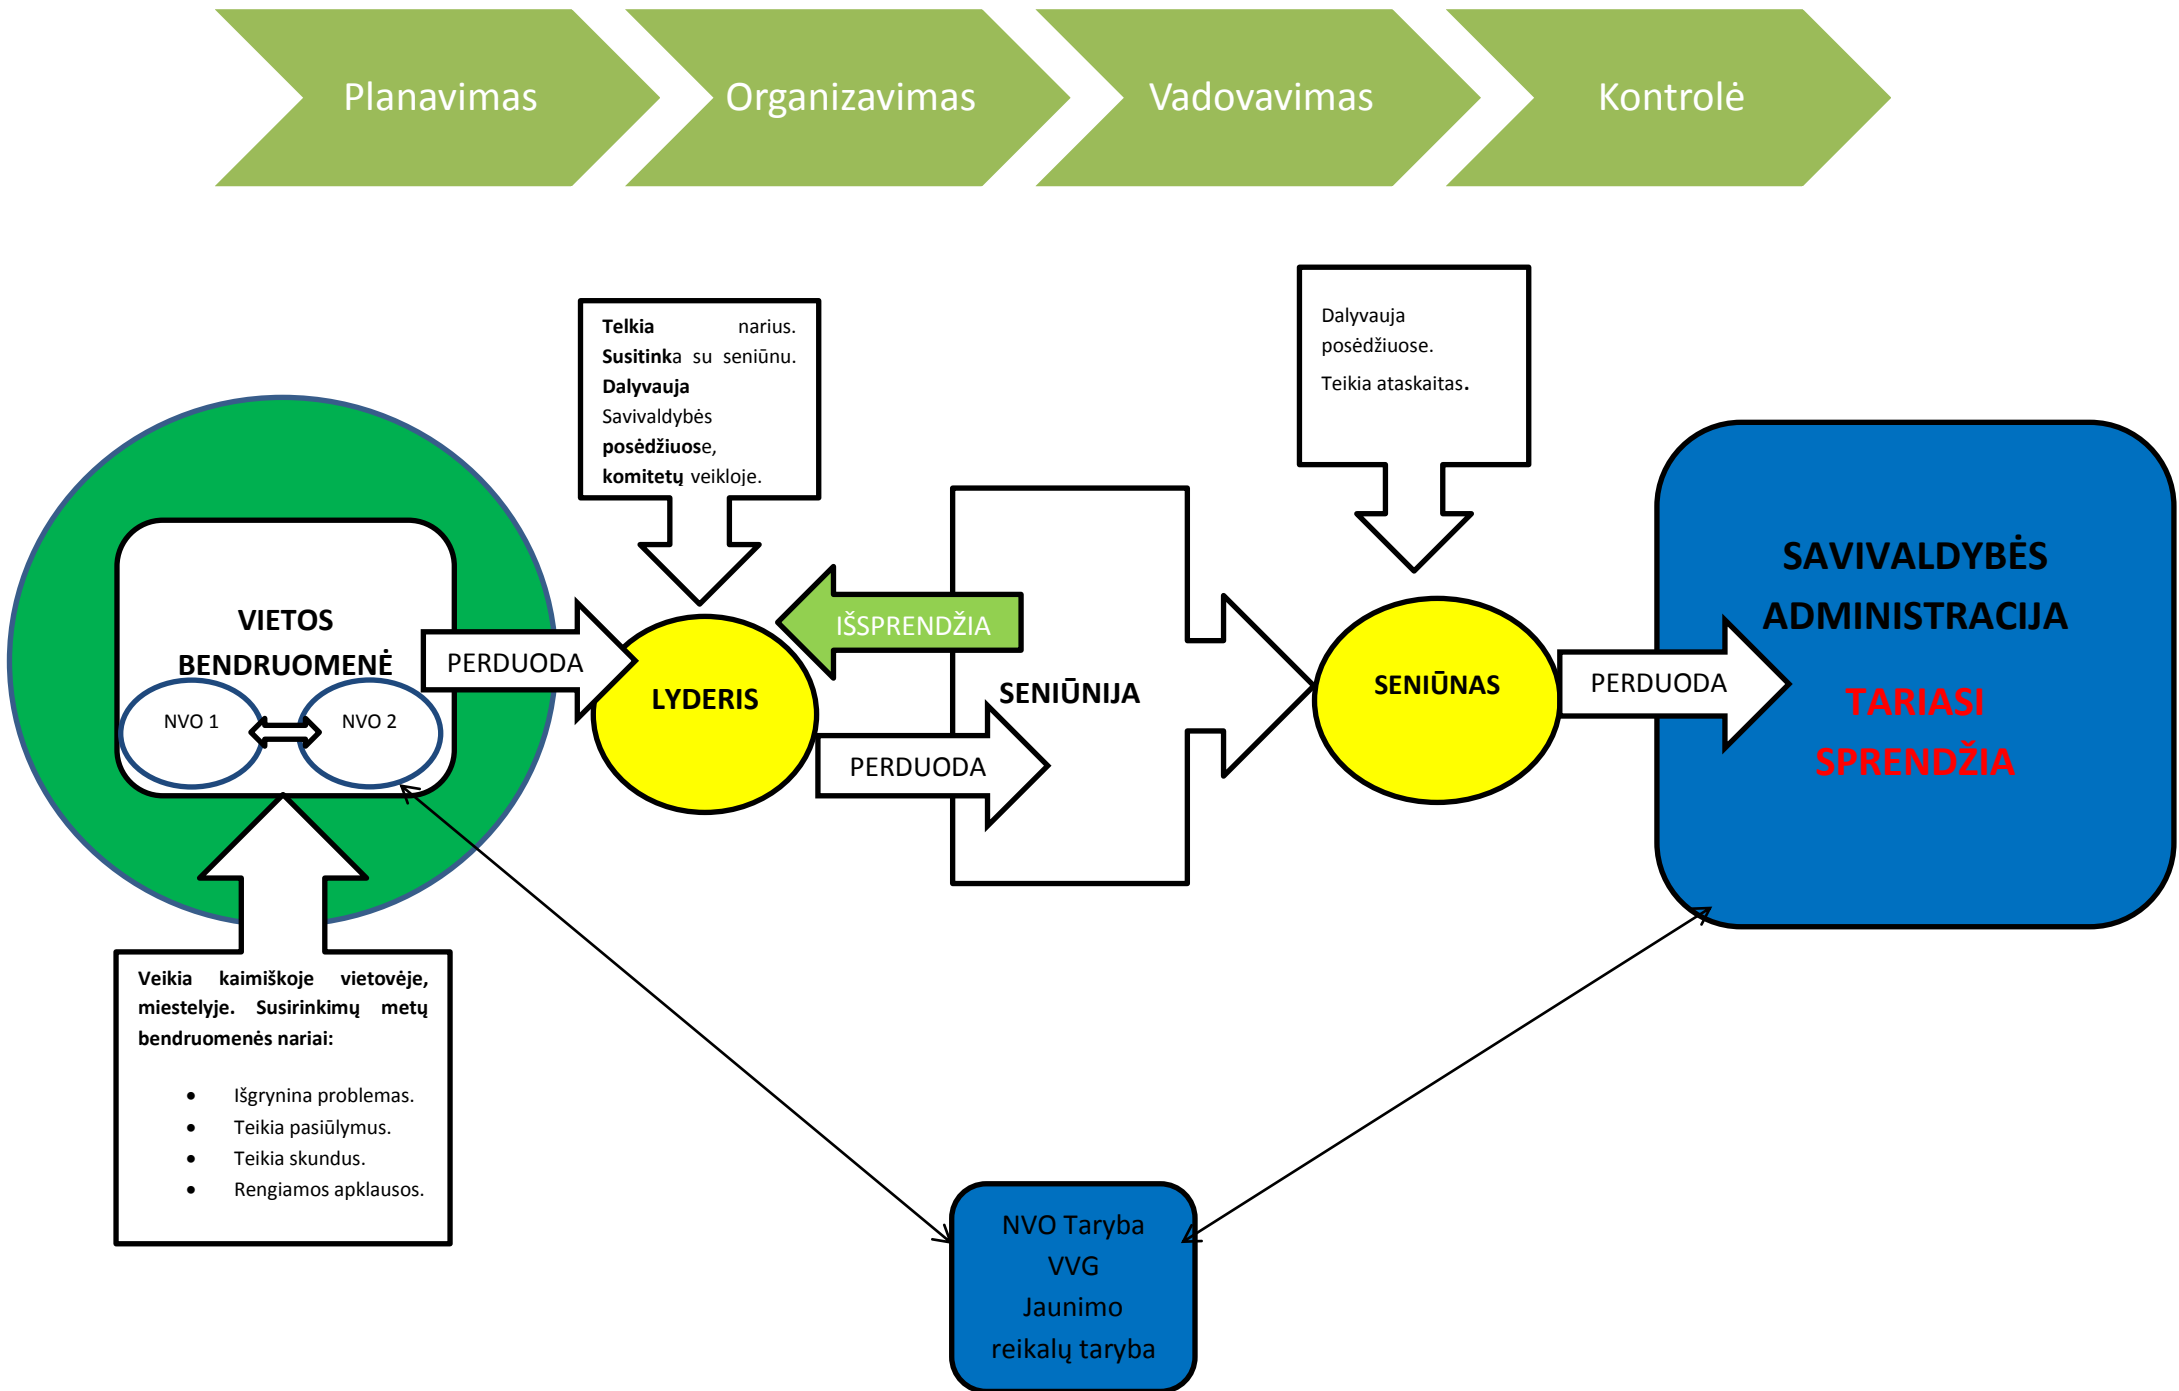 Planavimas
Organizavimas
Vadovavimas
Kontrolė
Telkia narius.
Susitinka su seniūnu.
Dalyvauja
Savivaldybės
posėdžiuose,
komitetų veikloje.
Dalyvauja
posėdžiuose.
Teikia ataskaitas.
VIETOS
BENDRUOMENĖ
NVO 1
NVO 2
PERDUODA
LYDERIS
IŠSPRENDŽIA
PERDUODA
SENIŪNIJA
SENIŪNAS
PERDUODA
SAVIVALDYBĖS
ADMINISTRACIJA
TARIASI
SPRENDŽIA
Veikia kaimiškoje vietovėje,
miestelyje. Susirinkimų metų
bendruomenės nariai:
• Išgrynina problemas.
• Teikia pasiūlymus.
• Teikia skundus.
• Rengiamos apklausos.
NVO Taryba
VVG
Jaunimo
reikalų taryba